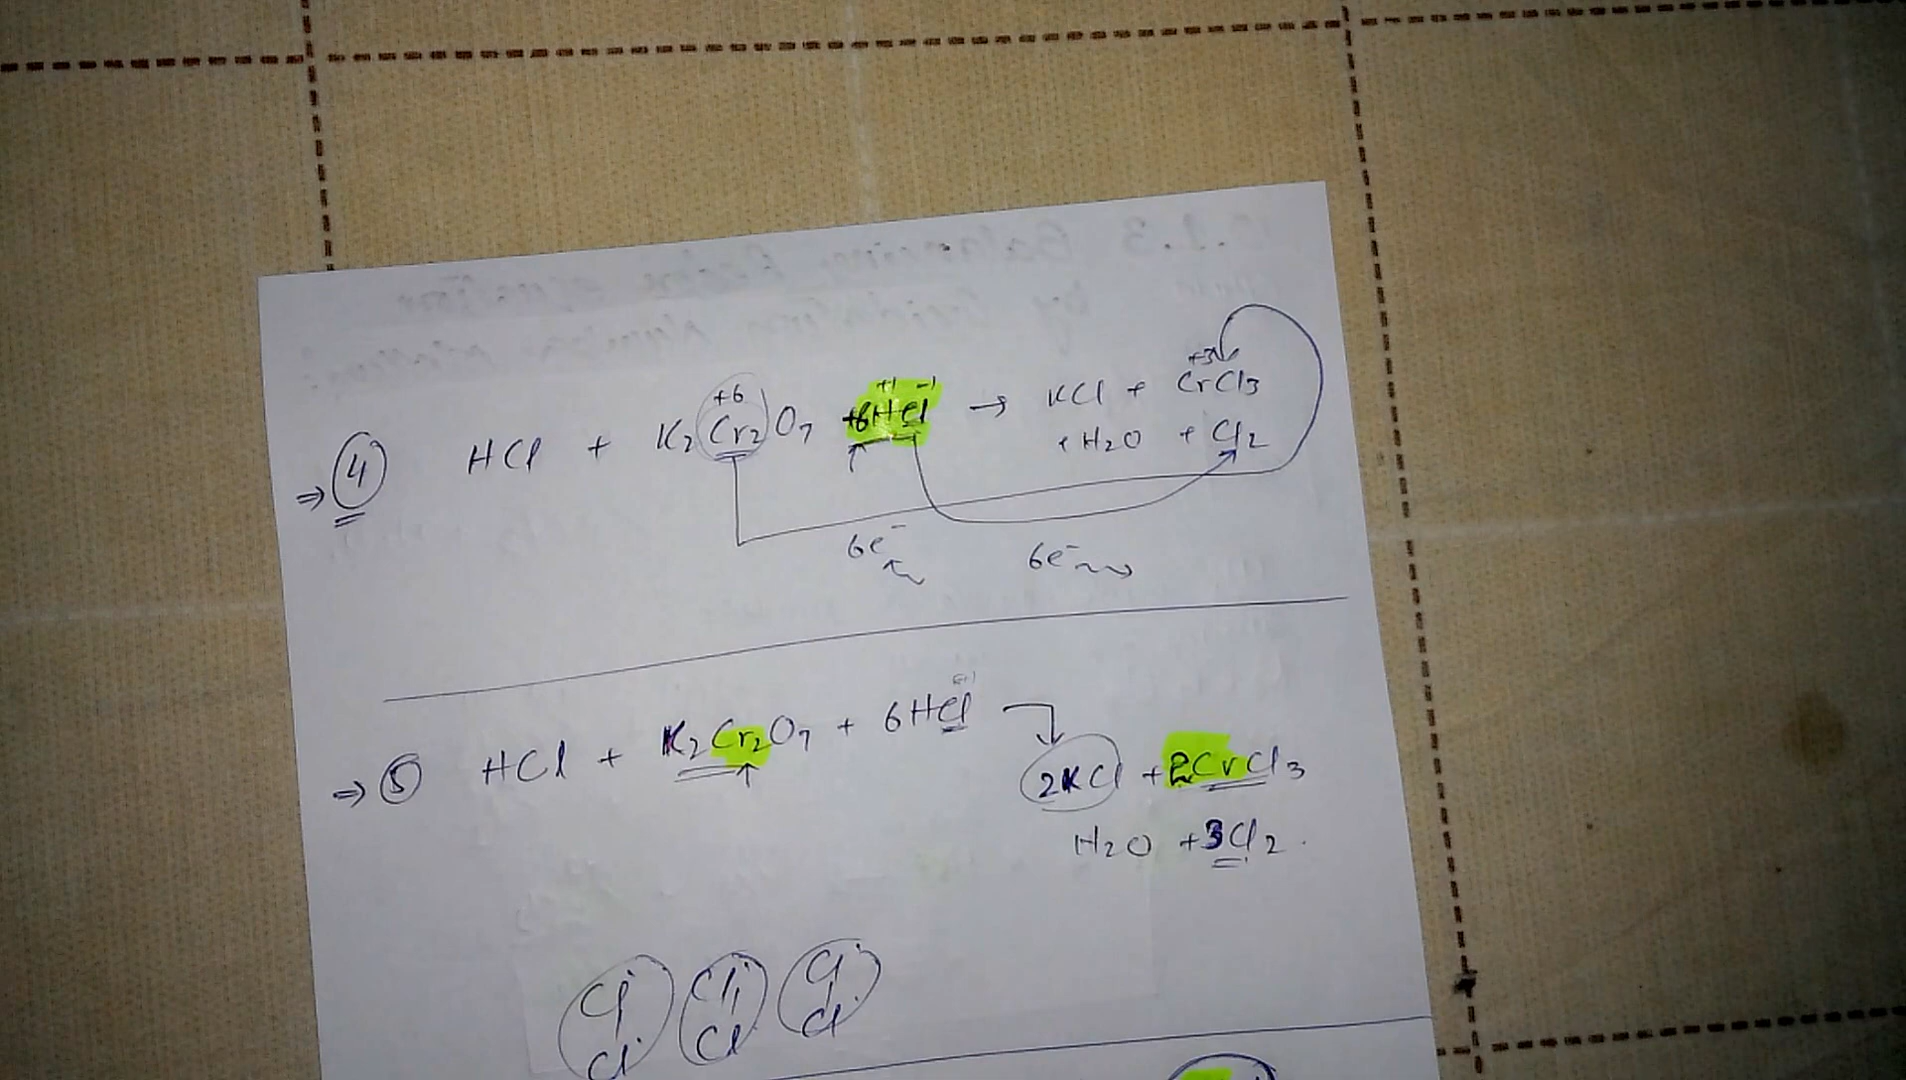 ⇒ ④ HCl + K2Cr2O7 +6HCl → KCl + CrCl3
+6 +1 -1 +3
+ H2O + Cl2
6e⁻ 6e⁻
⇒ ⑤ HCl + K2Cr2O7 + 6HCl
2KCl + 2CrCl3
H2O + 3Cl2.
Cl Cl Cl
Cl Cl Cl